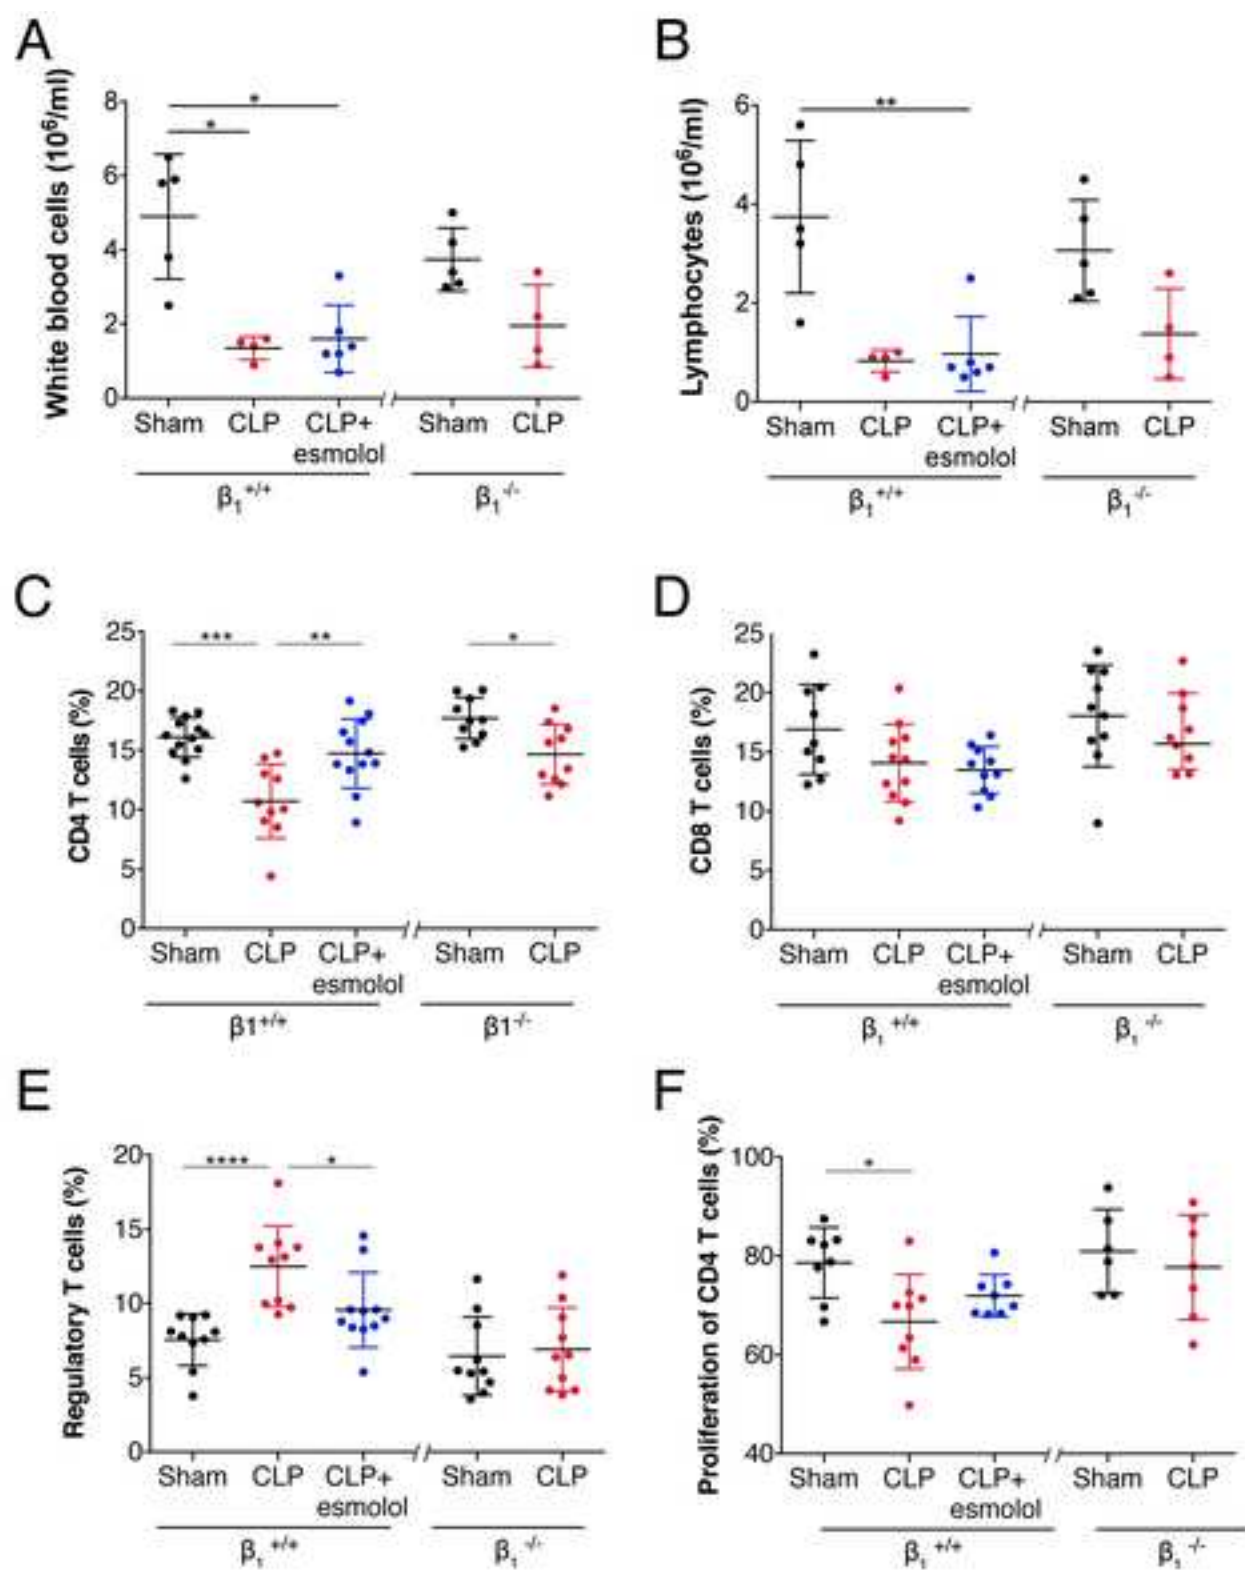 A
White blood cells (10⁶/ml)
8
6
4
2
0
*
*
Sham CLP CLP+ esmolol Sham CLP
β₁⁺/⁺ β₁⁻/⁻
B
Lymphocytes (10⁶/ml)
6
4
2
0
**
Sham CLP CLP+ esmolol Sham CLP
β₁⁺/⁺ β₁⁻/⁻
C
CD4 T cells (%)
25
20
15
10
5
0
*** ** *
Sham CLP CLP+ esmolol Sham CLP
β1⁺/⁺ β1⁻/⁻
D
CD8 T cells (%)
25
20
15
10
5
0
Sham CLP CLP+ esmolol Sham CLP
β₁⁺/⁺ β₁⁻/⁻
E
Regulatory T cells (%)
20
15
10
5
0
**** *
Sham CLP CLP+ esmolol Sham CLP
β₁⁺/⁺ β₁⁻/⁻
F
Proliferation of CD4 T cells (%)
100
80
60
40
*
Sham CLP CLP+ esmolol Sham CLP
β₁⁺/⁺ β₁⁻/⁻